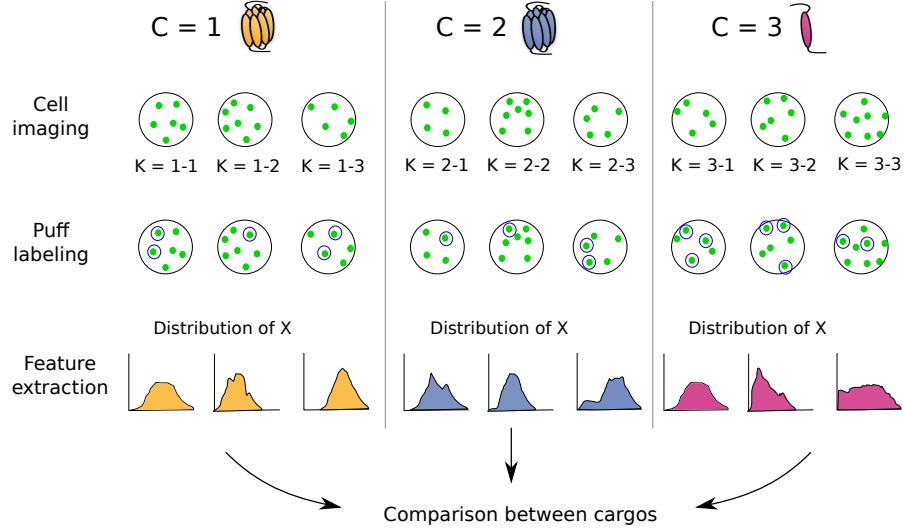 C = 1
C = 2
C = 3
Cell
imaging
K = 1-1
K = 1-2
K = 1-3
K = 2-1
K = 2-2
K = 2-3
K = 3-1
K = 3-2
K = 3-3
Puff
labeling
Distribution of X
Distribution of X
Distribution of X
Feature
extraction
Comparison between cargos